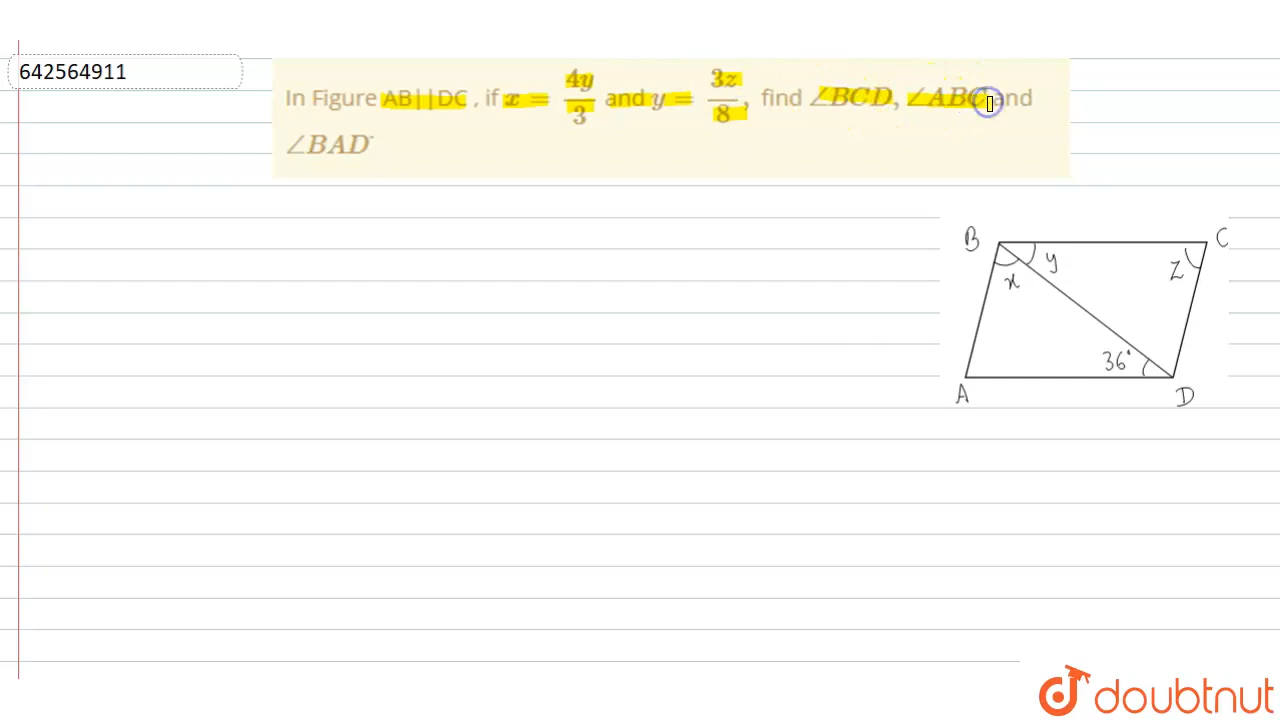 642564911
In Figure AB||DC , if x = 4y/3 and y = 3z/8, find ∠BCD, ∠ABC and
∠BAD
B
C
y
z
x
36°
A
D
doubtnut